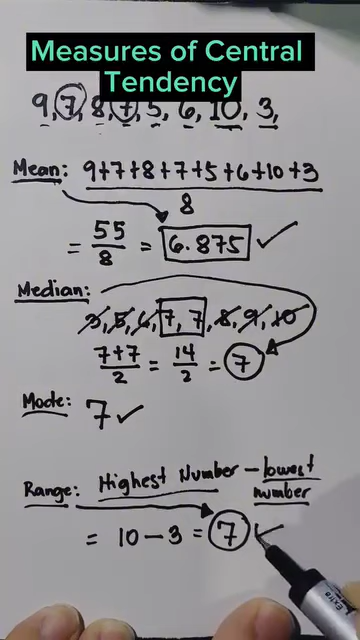 Measures of Central
Tendency
9, 7, 8, 7, 5, 6, 10, 3,
Mean: 9+7+8+7+5+6+10+3
8
= 55/8 = 6.875 ✓
Median:
3, 5, 6, 7, 7, 8, 9, 10
7+7/2 = 14/2 = 7
Mode: 7 ✓
Range: Highest Number - lowest
number
= 10 - 3 = 7
Extra